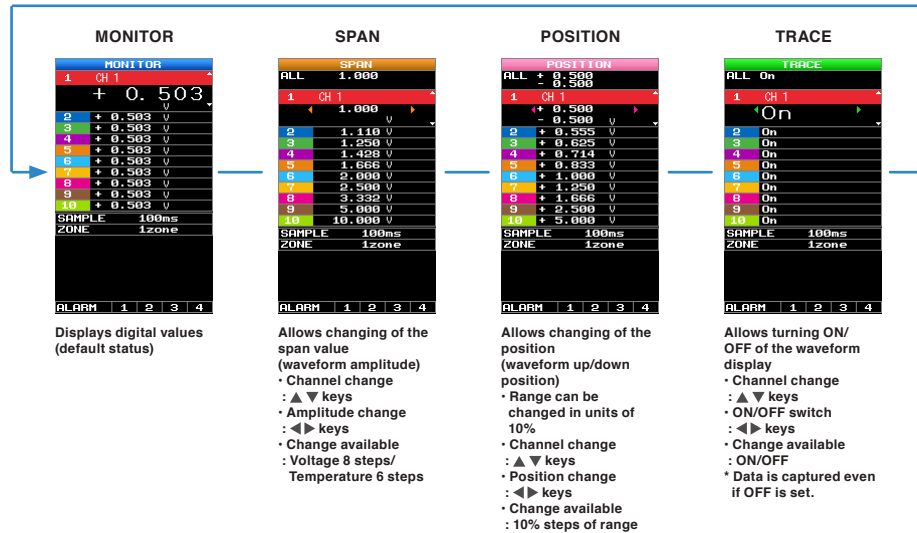 MONITOR
MONITOR
1 CH 1
+ 0.503
V
2 + 0.503 V
3 + 0.503 V
4 + 0.503 V
5 + 0.503 V
6 + 0.503 V
7 + 0.503 V
8 + 0.503 V
9 + 0.503 V
10 + 0.503 V
SAMPLE 100ms
ZONE 1zone
ALARM 1 2 3 4
Displays digital values
(default status)
SPAN
SPAN
ALL 1.000
1 CH 1
1.000
V
2 1.110 V
3 1.250 V
4 1.428 V
5 1.666 V
6 2.000 V
7 2.500 V
8 3.332 V
9 5.000 V
10 10.000 V
SAMPLE 100ms
ZONE 1zone
ALARM 1 2 3 4
Allows changing of the
span value
(waveform amplitude)
・Channel change
: ▲ ▼ keys
・Amplitude change
: ◀▶ keys
・Change available
: Voltage 8 steps/
Temperature 6 steps
POSITION
POSITION
ALL + 0.500
- 0.500
1 CH 1
+ 0.500
- 0.500 V
2 + 0.555 V
3 + 0.625 V
4 + 0.714 V
5 + 0.833 V
6 + 1.000 V
7 + 1.250 V
8 + 1.666 V
9 + 2.500 V
10 + 5.000 V
SAMPLE 100ms
ZONE 1zone
ALARM 1 2 3 4
Allows changing of the
position
(waveform up/down
position)
・Range can be
changed in units of
10%
・Channel change
: ▲ ▼ keys
・Position change
: ◀▶ keys
・Change available
: 10% steps of range
TRACE
TRACE
ALL On
1 CH 1
On
2 On
3 On
4 On
5 On
6 On
7 On
8 On
9 On
10 On
SAMPLE 100ms
ZONE 1zone
ALARM 1 2 3 4
Allows turning ON/
OFF of the waveform
display
・Channel change
: ▲ ▼ keys
・ON/OFF switch
: ◀▶ keys
・Change available
: ON/OFF
* Data is captured even
if OFF is set.